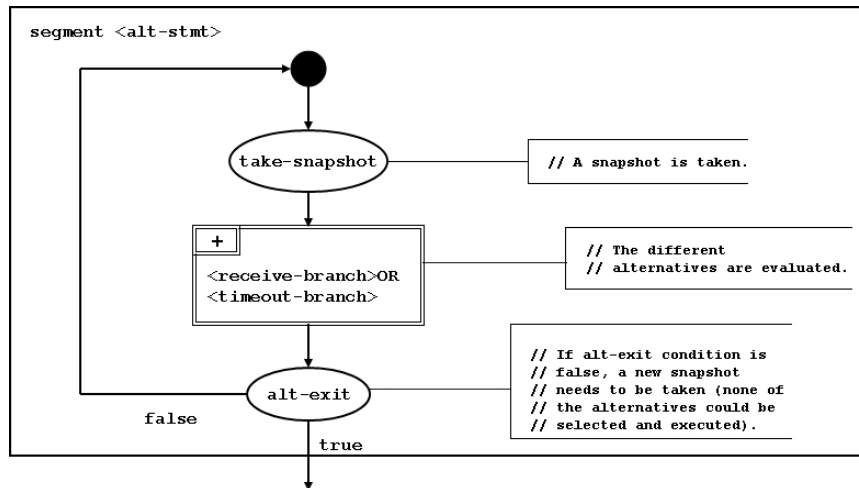 segment <alt-stmt>
take-snapshot
// A snapshot is taken.
+
<receive-branch>OR
<timeout-branch>
// The different
// alternatives are evaluated.
alt-exit
// If alt-exit condition is
// false, a new snapshot
// needs to be taken (none of
// the alternatives could be
// selected and executed).
false
true